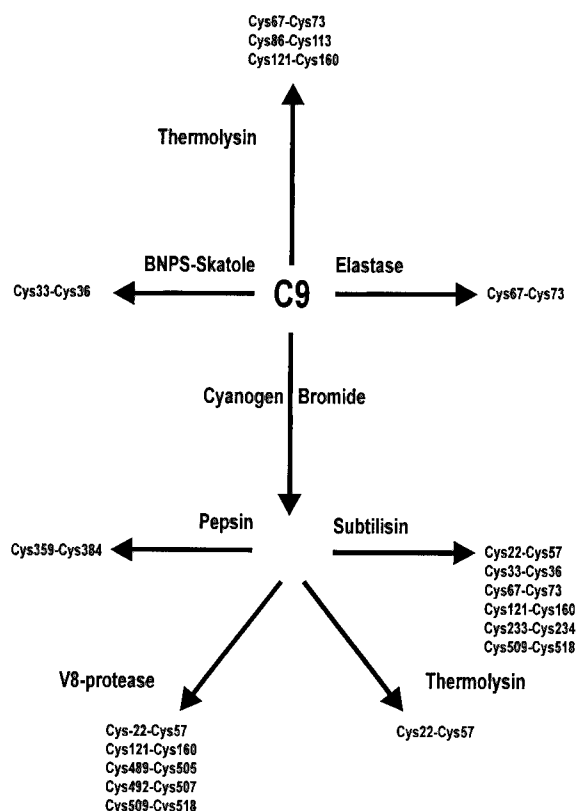 Cys67-Cys73
Cys86-Cys113
Cys121-Cys160
Thermolysin
BNPS-Skatole
Elastase
Cys33-Cys36
C9
Cys67-Cys73
Cyanogen Bromide
Pepsin
Subtilisin
Cys359-Cys384
Cys22-Cys57
Cys33-Cys36
Cys67-Cys73
Cys121-Cys160
Cys233-Cys234
Cys509-Cys518
V8-protease
Thermolysin
Cys-22-Cys57
Cys121-Cys160
Cys489-Cys505
Cys492-Cys507
Cys509-Cys518
Cys22-Cys57